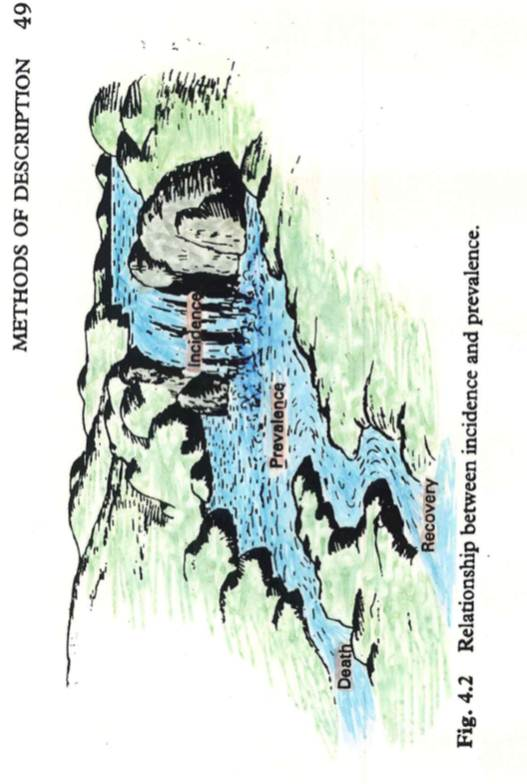 METHODS OF DESCRIPTION 49
Incidence
Prevalence
Death
Recovery
Fig. 4.2 Relationship between incidence and prevalence.